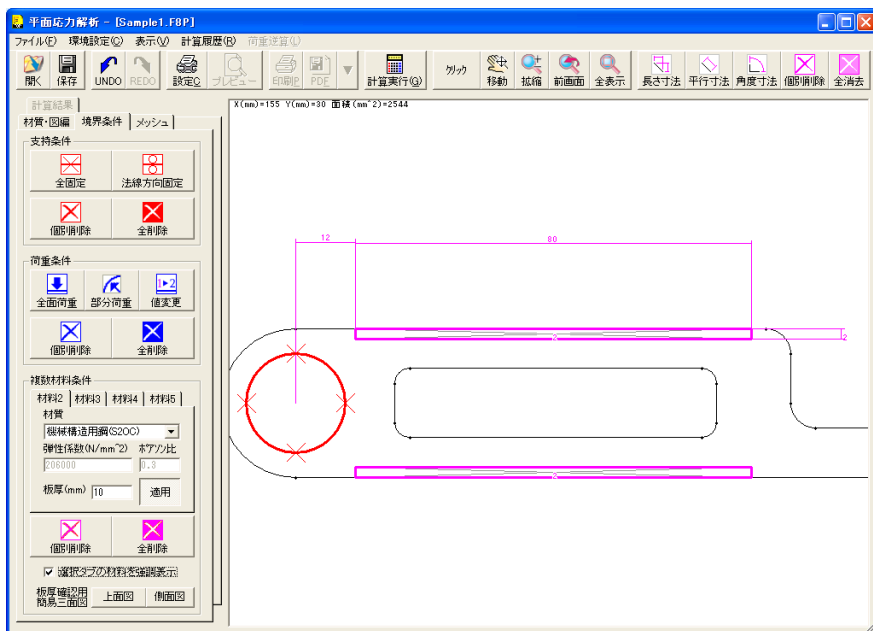 平面応力解析 - [Sample1.F8P]
ファイル(F) 環境設定(C) 表示(V) 計算履歴(R) 荷重逆算(L)
開く 保存 UNDO REDO 設定C プレビュー 印刷P PDF 計算実行(G) クリック 移動 拡縮 前画面 全表示 長さ寸法 平行寸法 角度寸法 個別削除 全消去
計算結果
材質・図編 境界条件 メッシュ
X(mm)=155 Y(mm)=30 面積(mm^2)=2544
支持条件
全固定 法線方向固定
個別削除 全削除
荷重条件
1▶2
全面荷重 部分荷重 値変更
個別削除 全削除
複数材料条件
材料2 材料3 材料4 材料5
材質
機械構造用鋼(S20C)
弾性係数(N/mm^2) ポアソン比
206000 0.3
板厚(mm) 10 適用
個別削除 全削除
選択タブの材料を強調表示
板厚確認用
簡易三面図 上面図 側面図
12 80
2 2
2